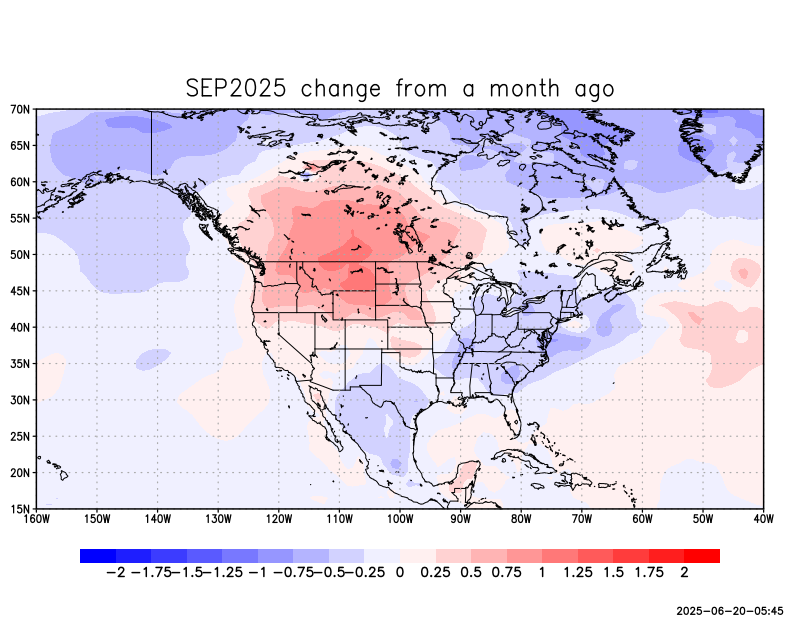 SEP2025 change from a month ago
70N
65N
60N
55N
50N
45N
40N
35N
30N
25N
20N
15N
160W 150W 140W 130W 120W 110W 100W 90W 80W 70W 60W 50W 40W
−2 −1.75 −1.5 −1.25 −1 −0.75 −0.5 −0.25 0 0.25 0.5 0.75 1 1.25 1.5 1.75 2
2025−06−20−05:45